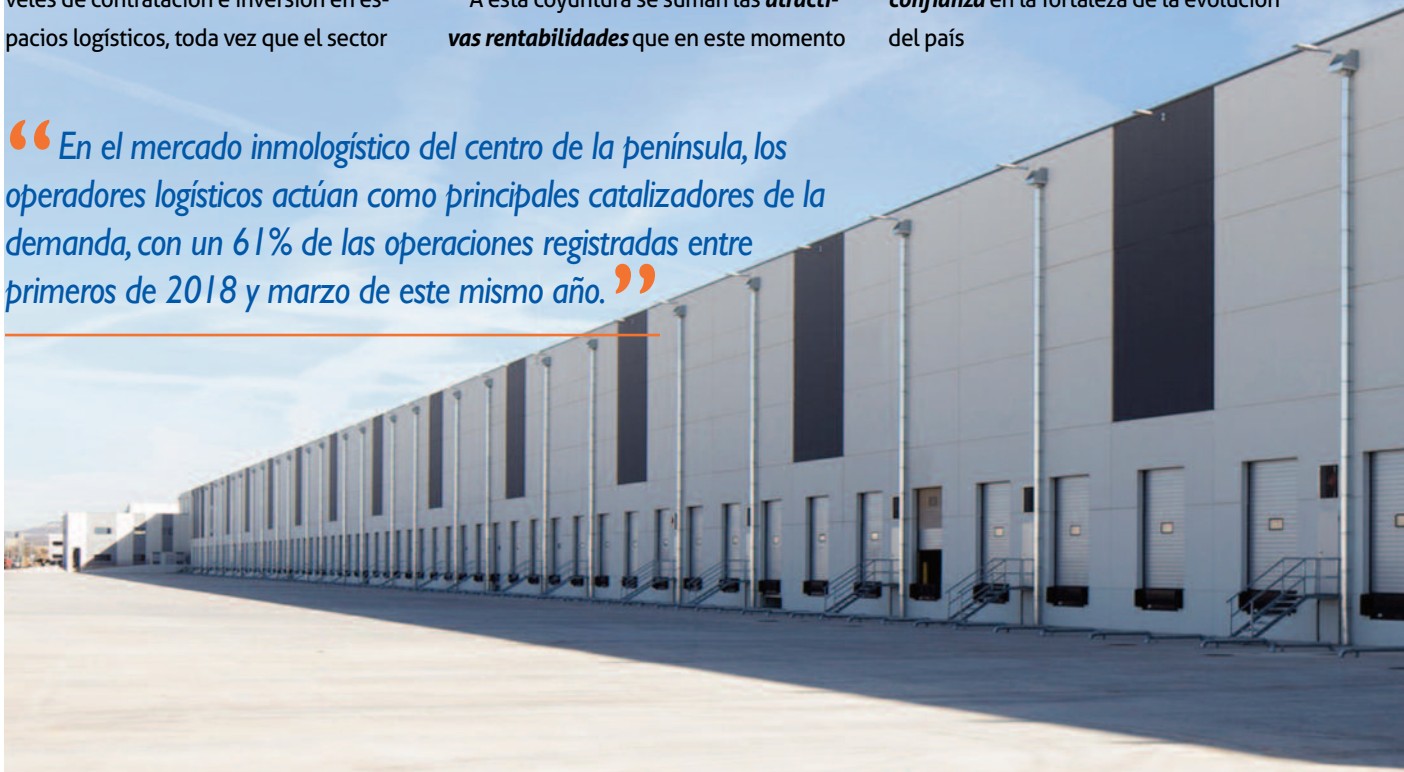 veles de contratación e inversión en es-
pacios logísticos, toda vez que el sector
A esta coyuntura se suman las atracti-
vas rentabilidades que en este momento
confianza en la fortaleza de la evolución
del país
“ En el mercado inmologístico del centro de la península, los
operadores logísticos actúan como principales catalizadores de la
demanda, con un 61% de las operaciones registradas entre
primeros de 2018 y marzo de este mismo año. ”